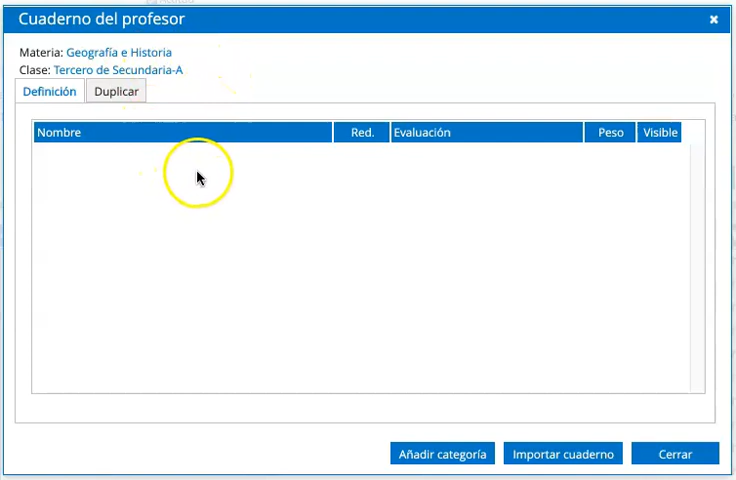 Cuaderno del profesor
Materia: Geografía e Historia
Clase: Tercero de Secundaria-A
Definición Duplicar
Nombre Red. Evaluación Peso Visible
Añadir categoría Importar cuaderno Cerrar